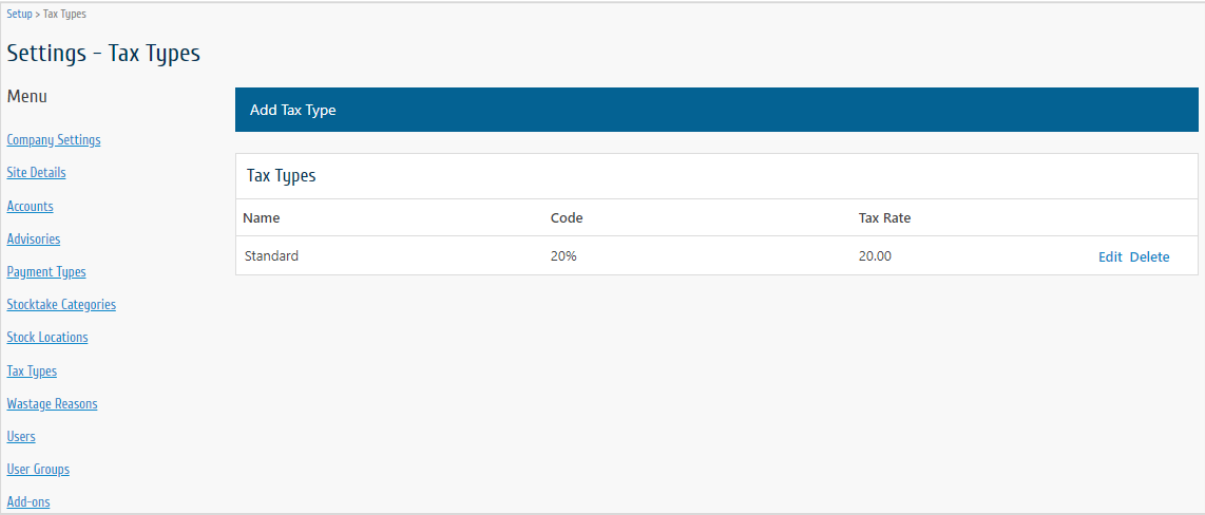 Setup > Tax Types
Settings - Tax Types
Menu
Company Settings
Site Details
Accounts
Advisories
Payment Types
Stocktake Categories
Stock Locations
Tax Types
Wastage Reasons
Users
User Groups
Add-ons
Add Tax Type
Tax Types
Name Code Tax Rate
Standard 20% 20.00 Edit Delete